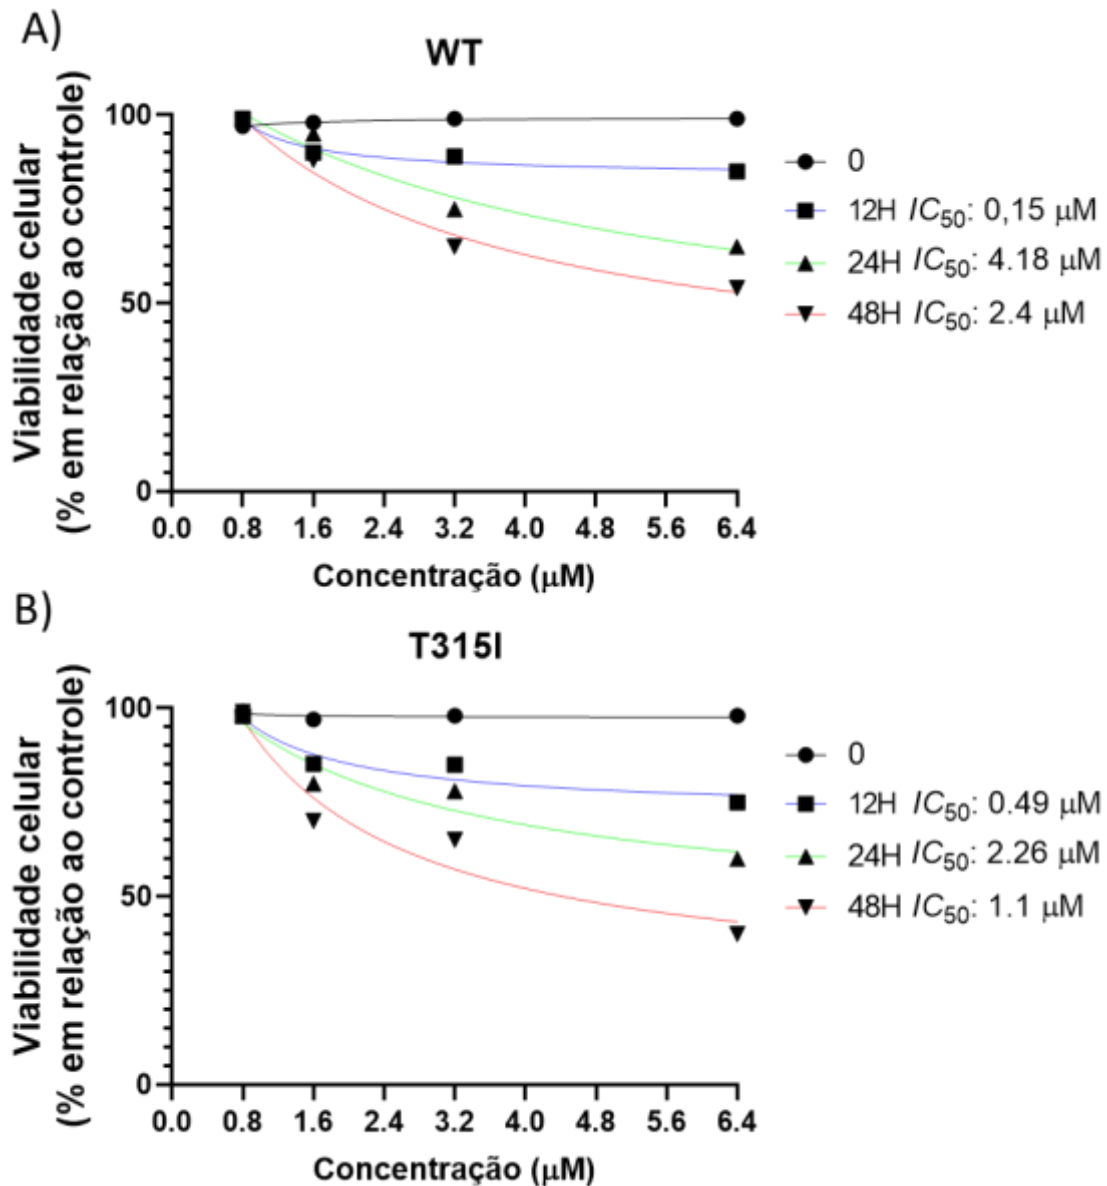 A)
WT
Viabilidade celular
(% em relação ao controle)
100
50
0
0.0 0.8 1.6 2.4 3.2 4.0 4.8 5.6 6.4
Concentração (μM)
0
12H IC50: 0,15 μM
24H IC50: 4.18 μM
48H IC50: 2.4 μM
B)
T315I
Viabilidade celular
(% em relação ao controle)
100
50
0
0.0 0.8 1.6 2.4 3.2 4.0 4.8 5.6 6.4
Concentração (μM)
0
12H IC50: 0.49 μM
24H IC50: 2.26 μM
48H IC50: 1.1 μM